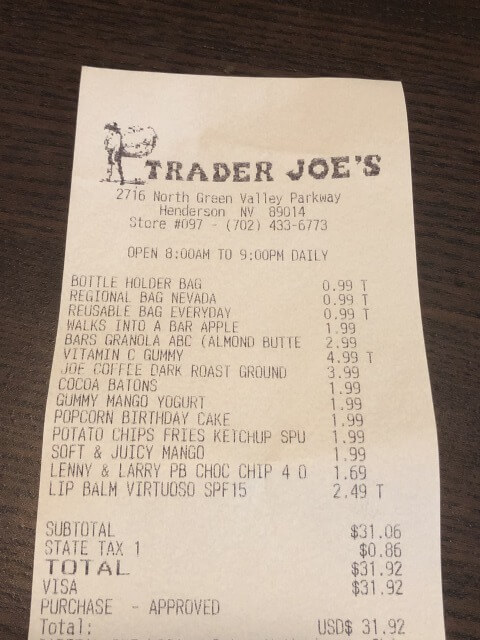 TRADER JOE'S
2716 North Green Valley Parkway
Henderson NV 89014
Store #097 - (702) 433-6773
OPEN 8:00AM TO 9:00PM DAILY
BOTTLE HOLDER BAG 0.99 T
REGIONAL BAG NEVADA 0.99 T
REUSABLE BAG EVERYDAY 0.99 T
WALKS INTO A BAR APPLE 1.99
BARS GRANOLA ABC (ALMOND BUTTE 2.99
VITAMIN C GUMMY 4.99 T
JOE COFFEE DARK ROAST GROUND 3.99
COCOA BATONS 1.99
GUMMY MANGO YOGURT 1.99
POPCORN BIRTHDAY CAKE 1.99
POTATO CHIPS FRIES KETCHUP SPU 1.99
SOFT & JUICY MANGO 1.99
LENNY & LARRY PB CHOC CHIP 4 O 1.69
LIP BALM VIRTUOSO SPF15 2.49 T
SUBTOTAL $31.06
STATE TAX 1 $0.86
TOTAL $31.92
VISA $31.92
PURCHASE - APPROVED
Total: USD$ 31.92